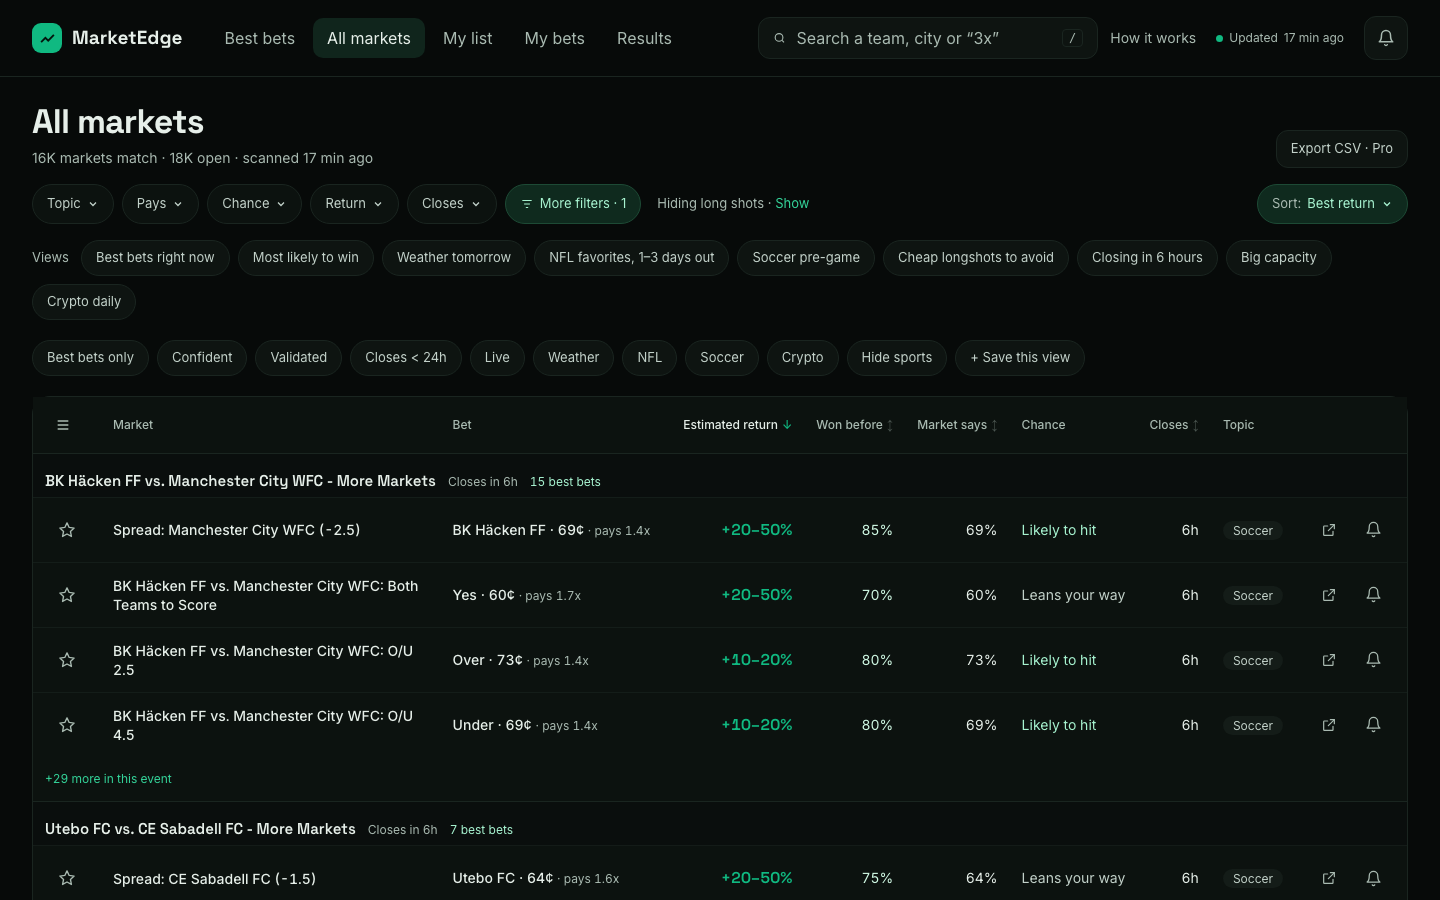 MarketEdge
Best bets
All markets
My list
My bets
Results
Search a team, city or “3x”
/
How it works
Updated 17 min ago
All markets
16K markets match · 18K open · scanned 17 min ago
Export CSV · Pro
Topic
Pays
Chance
Return
Closes
More filters · 1
Hiding long shots · Show
Sort: Best return
Views
Best bets right now
Most likely to win
Weather tomorrow
NFL favorites, 1–3 days out
Soccer pre-game
Cheap longshots to avoid
Closing in 6 hours
Big capacity
Crypto daily
Best bets only
Confident
Validated
Closes < 24h
Live
Weather
NFL
Soccer
Crypto
Hide sports
+ Save this view
Market Bet Estimated return ↓ Won before ↕ Market says ↕ Chance Closes ↕ Topic
BK Häcken FF vs. Manchester City WFC - More Markets Closes in 6h 15 best bets
Spread: Manchester City WFC (-2.5) BK Häcken FF · 69¢ · pays 1.4x +20–50% 85% 69% Likely to hit 6h Soccer
BK Häcken FF vs. Manchester City WFC: Both
Teams to Score
Yes · 60¢ · pays 1.7x +20–50% 70% 60% Leans your way 6h Soccer
BK Häcken FF vs. Manchester City WFC: O/U
2.5
Over · 73¢ · pays 1.4x +10–20% 80% 73% Likely to hit 6h Soccer
BK Häcken FF vs. Manchester City WFC: O/U
4.5
Under · 69¢ · pays 1.4x +10–20% 80% 69% Likely to hit 6h Soccer
+29 more in this event
Utebo FC vs. CE Sabadell FC - More Markets Closes in 6h 7 best bets
Spread: CE Sabadell FC (-1.5) Utebo FC · 64¢ · pays 1.6x +20–50% 75% 64% Leans your way 6h Soccer